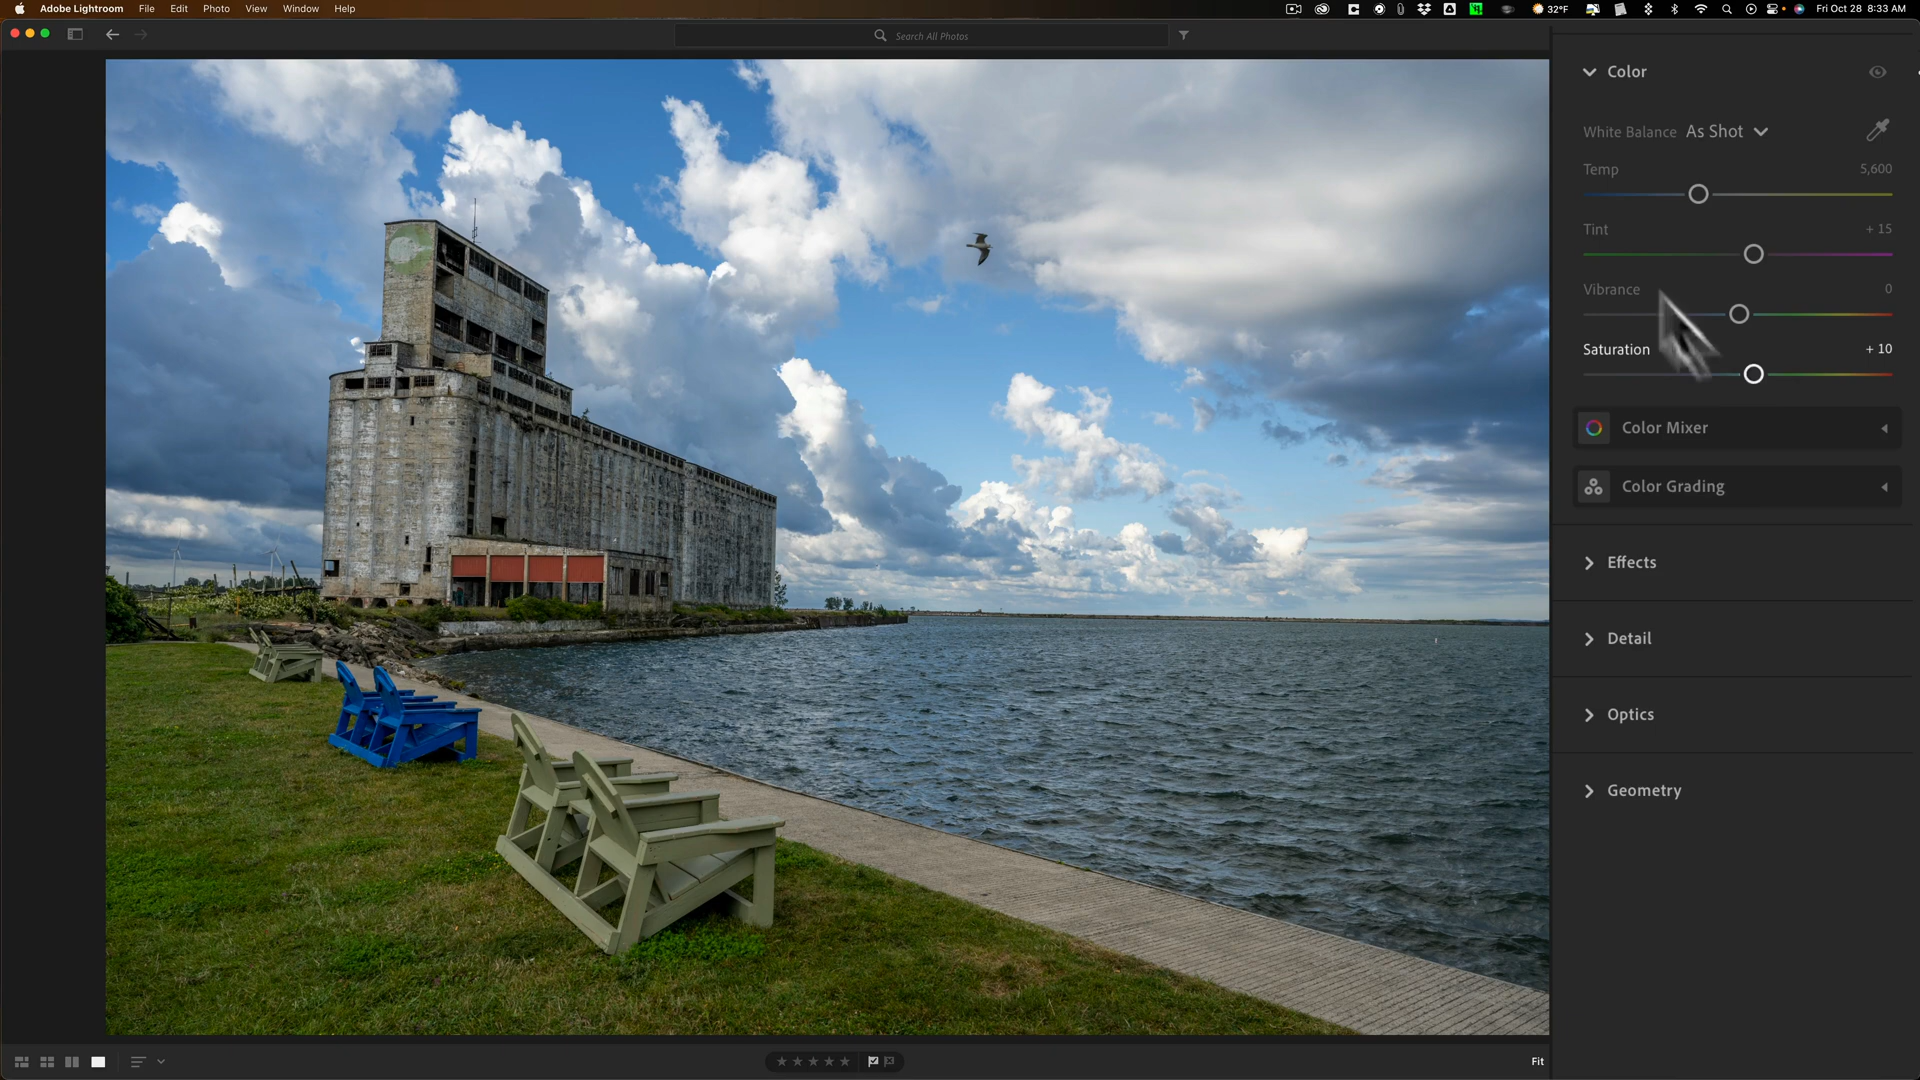 Adobe Lightroom File Edit Photo View Window Help 32°F Fri Oct 28 8:33 AM
Search All Photos
Color
White Balance As Shot
Temp 5,600
Tint + 15
Vibrance 0
Saturation + 10
Color Mixer
Color Grading
Effects
Detail
Optics
Geometry
Fit